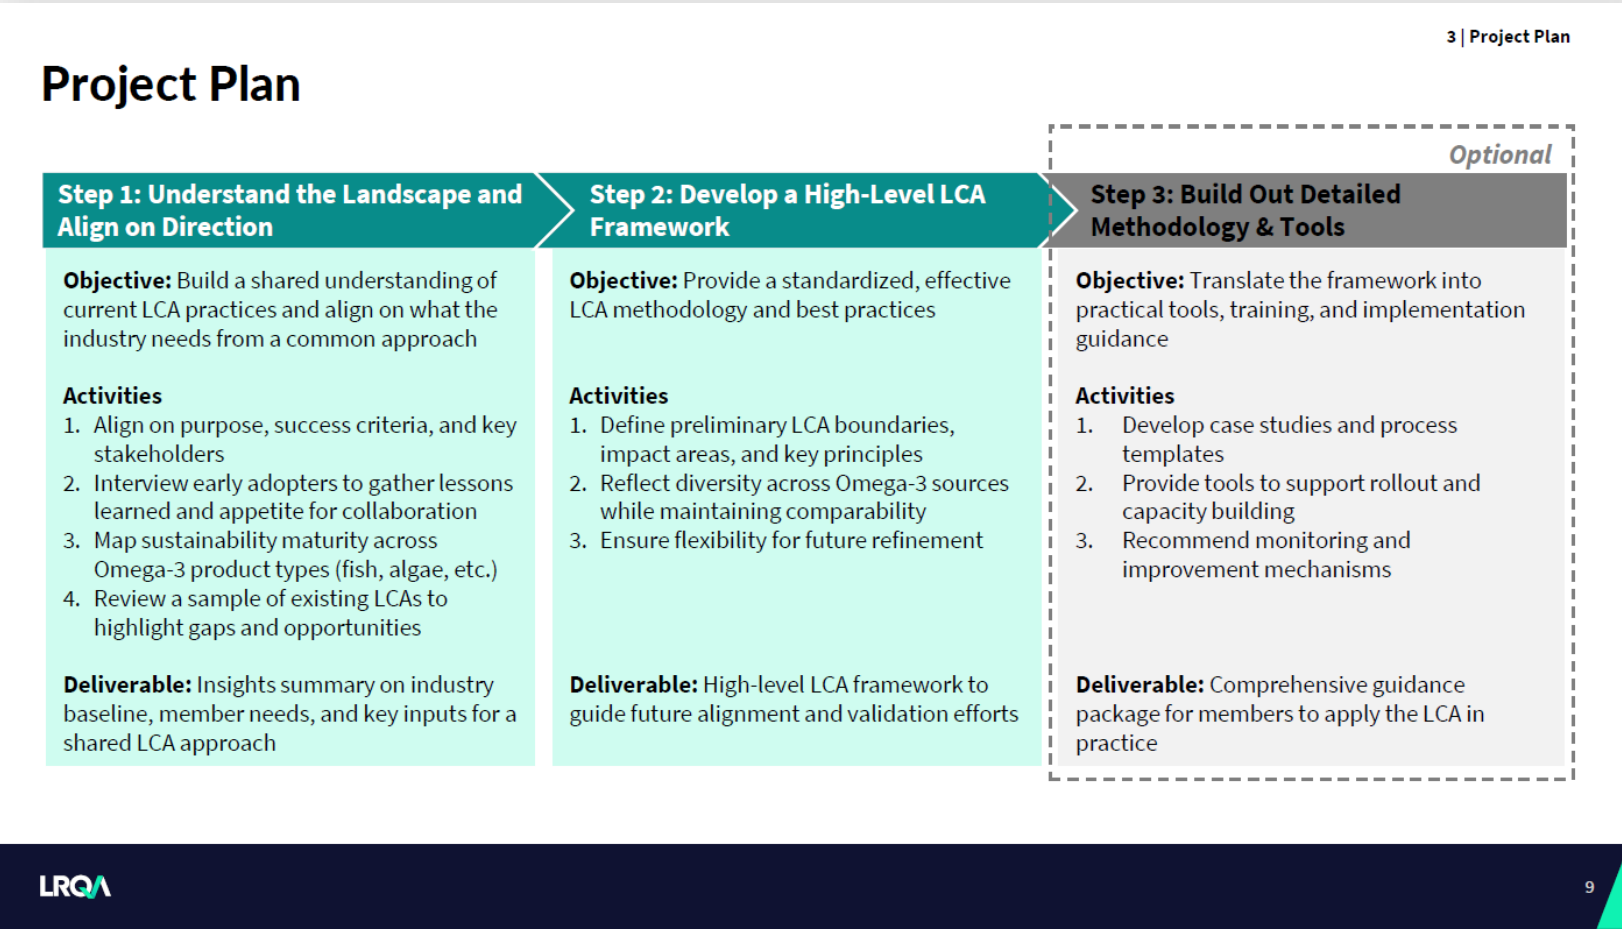 3 | Project Plan
Project Plan
Optional
Step 1: Understand the Landscape and
Align on Direction
Objective: Build a shared understanding of
current LCA practices and align on what the
industry needs from a common approach
Activities
1. Align on purpose, success criteria, and key
stakeholders
2. Interview early adopters to gather lessons
learned and appetite for collaboration
3. Map sustainability maturity across
Omega-3 product types (fish, algae, etc.)
4. Review a sample of existing LCAs to
highlight gaps and opportunities
Deliverable: Insights summary on industry
baseline, member needs, and key inputs for a
shared LCA approach
Step 2: Develop a High-Level LCA
Framework
Objective: Provide a standardized, effective
LCA methodology and best practices
Activities
1. Define preliminary LCA boundaries,
impact areas, and key principles
2. Reflect diversity across Omega-3 sources
while maintaining comparability
3. Ensure flexibility for future refinement
Deliverable: High-level LCA framework to
guide future alignment and validation efforts
Step 3: Build Out Detailed
Methodology & Tools
Objective: Translate the framework into
practical tools, training, and implementation
guidance
Activities
1. Develop case studies and process
templates
2. Provide tools to support rollout and
capacity building
3. Recommend monitoring and
improvement mechanisms
Deliverable: Comprehensive guidance
package for members to apply the LCA in
practice
LRQA
9